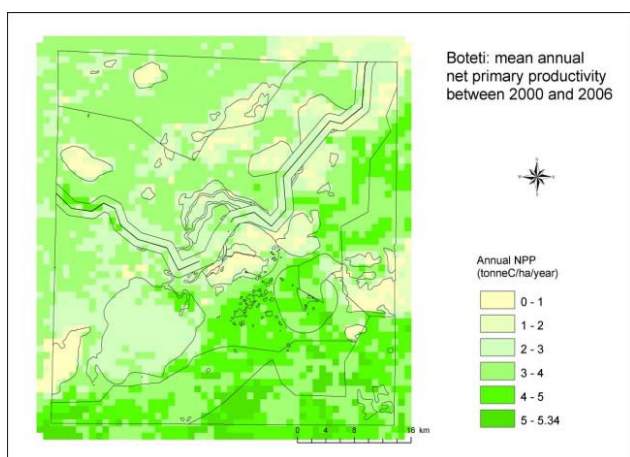 Boteti: mean annual
net primary productivity
between 2000 and 2006
Annual NPP
(tonneC/ha/year)
0 - 1
1 - 2
2 - 3
3 - 4
4 - 5
5 - 5.34
0 4 8 16 km